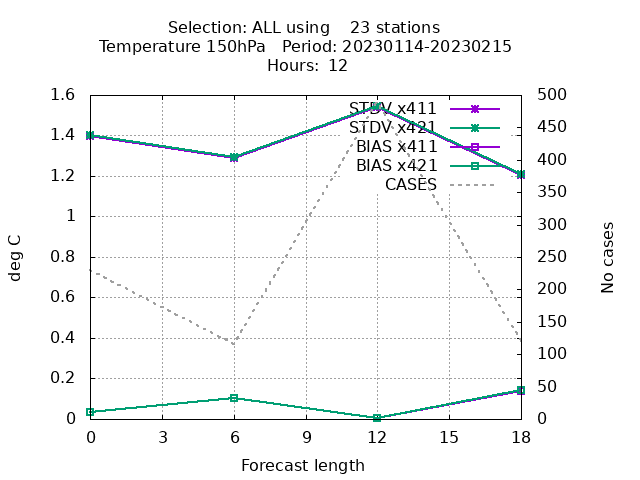 Selection: ALL using    23 stations
Temperature 150hPa   Period: 20230114-20230215
Hours: 12
1.6
1.4
1.2
1
0.8
0.6
0.4
0.2
0
500
450
400
350
300
250
200
150
100
50
0
STDV x411
STDV x421
BIAS x411
BIAS x421
CASES
deg C
No cases
0 3 6 9 12 15 18
Forecast length